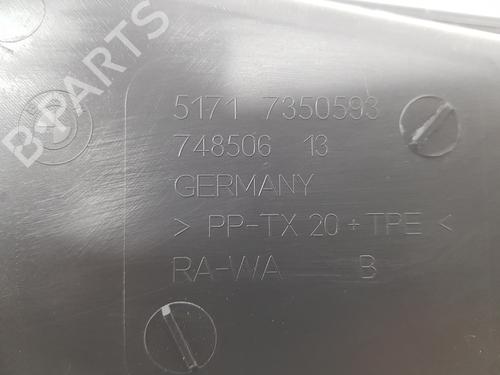 B-PARTS
5171 7350593
748506 13
GERMANY
> PP-TX 20 + TPE <
RA-WA B